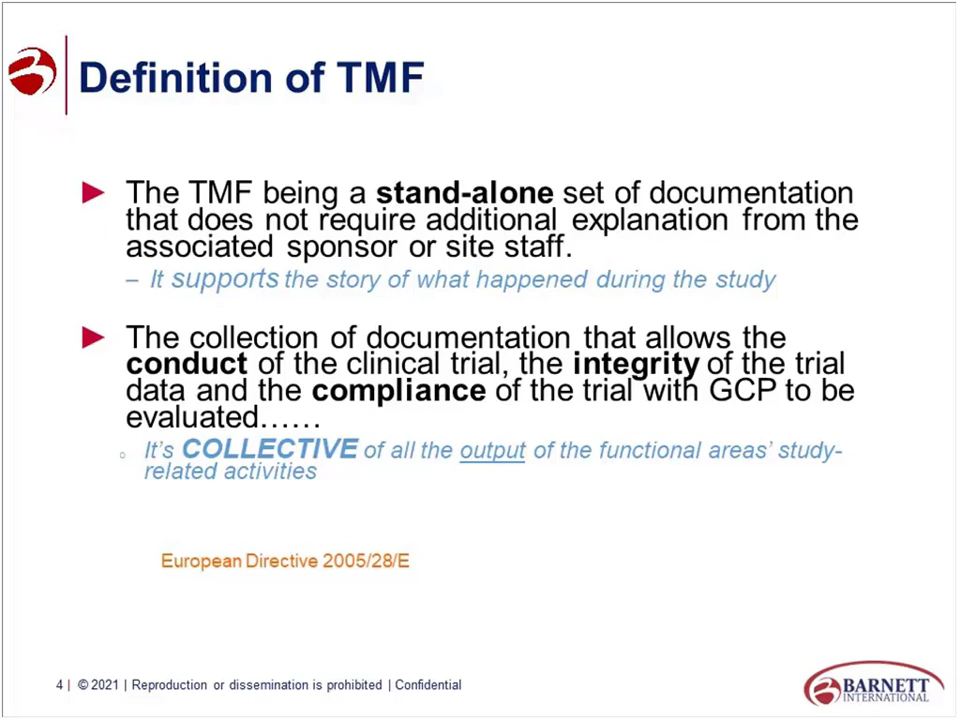 Definition of TMF
► The TMF being a stand-alone set of documentation
that does not require additional explanation from the
associated sponsor or site staff.
– It supports the story of what happened during the study
► The collection of documentation that allows the
conduct of the clinical trial, the integrity of the trial
data and the compliance of the trial with GCP to be
evaluated……
o It's COLLECTIVE of all the output of the functional areas' study-
related activities
European Directive 2005/28/E
4 | © 2021 | Reproduction or dissemination is prohibited | Confidential
BARNETT
INTERNATIONAL